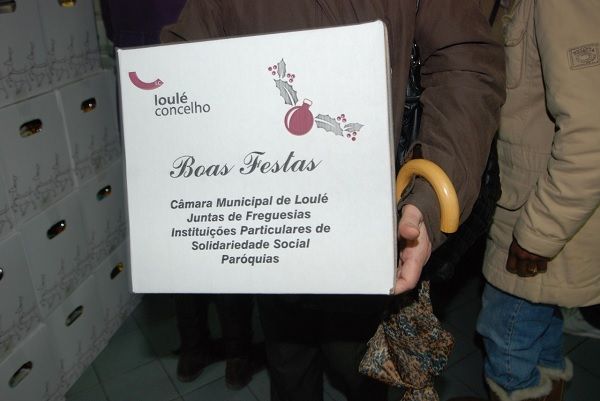 loulé
concelho
Boas Festas
Câmara Municipal de Loulé
Juntas de Freguesias
Instituições Particulares de
Solidariedade Social
Paróquias